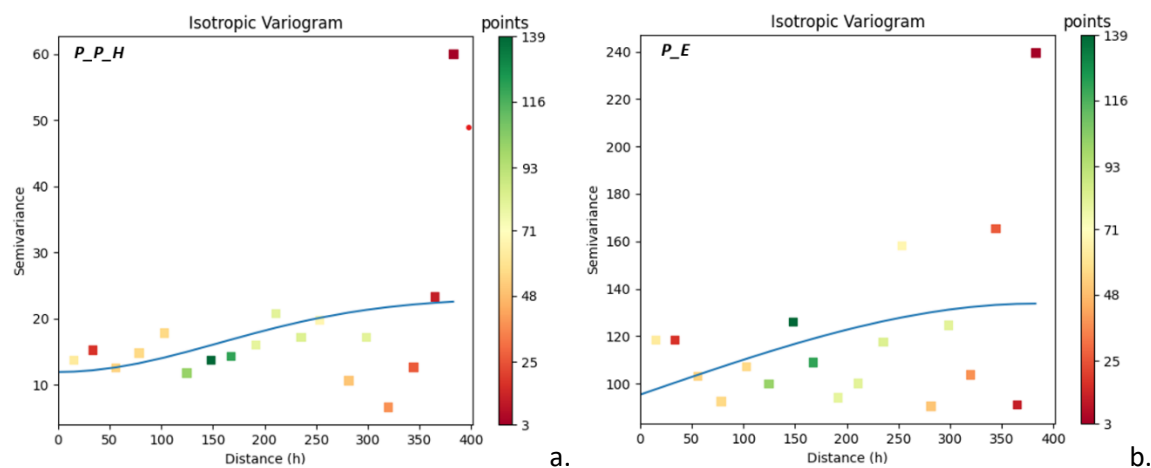 Isotropic Variogram
points
P_P_H
60
50
40
30
20
10
Semivariance
0 50 100 150 200 250 300 350 400
Distance (h)
139
116
93
71
48
25
3
a.
Isotropic Variogram
points
P_E
240
220
200
180
160
140
120
100
Semivariance
0 50 100 150 200 250 300 350 400
Distance (h)
139
116
93
71
48
25
3
b.